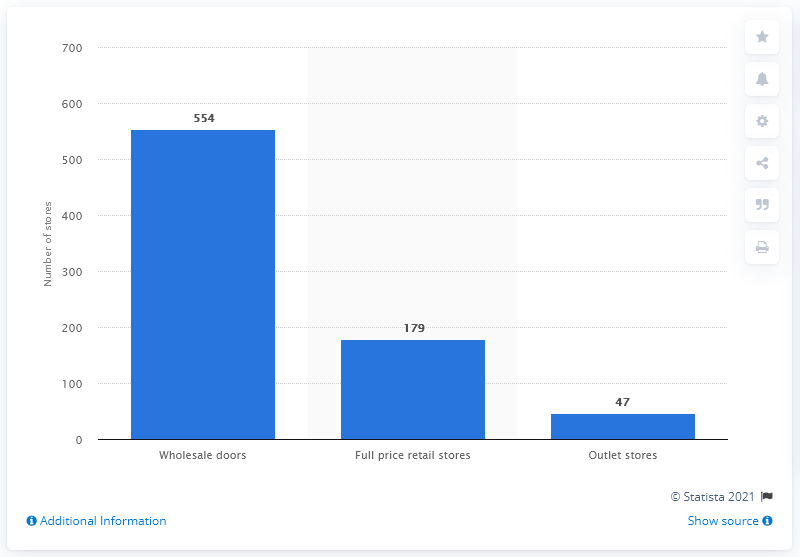 700
600
500
400
300
200
100
0
Number of stores
554
179
47
Wholesale doors
Full price retail stores
Outlet stores
© Statista 2021
Additional Information
Show source